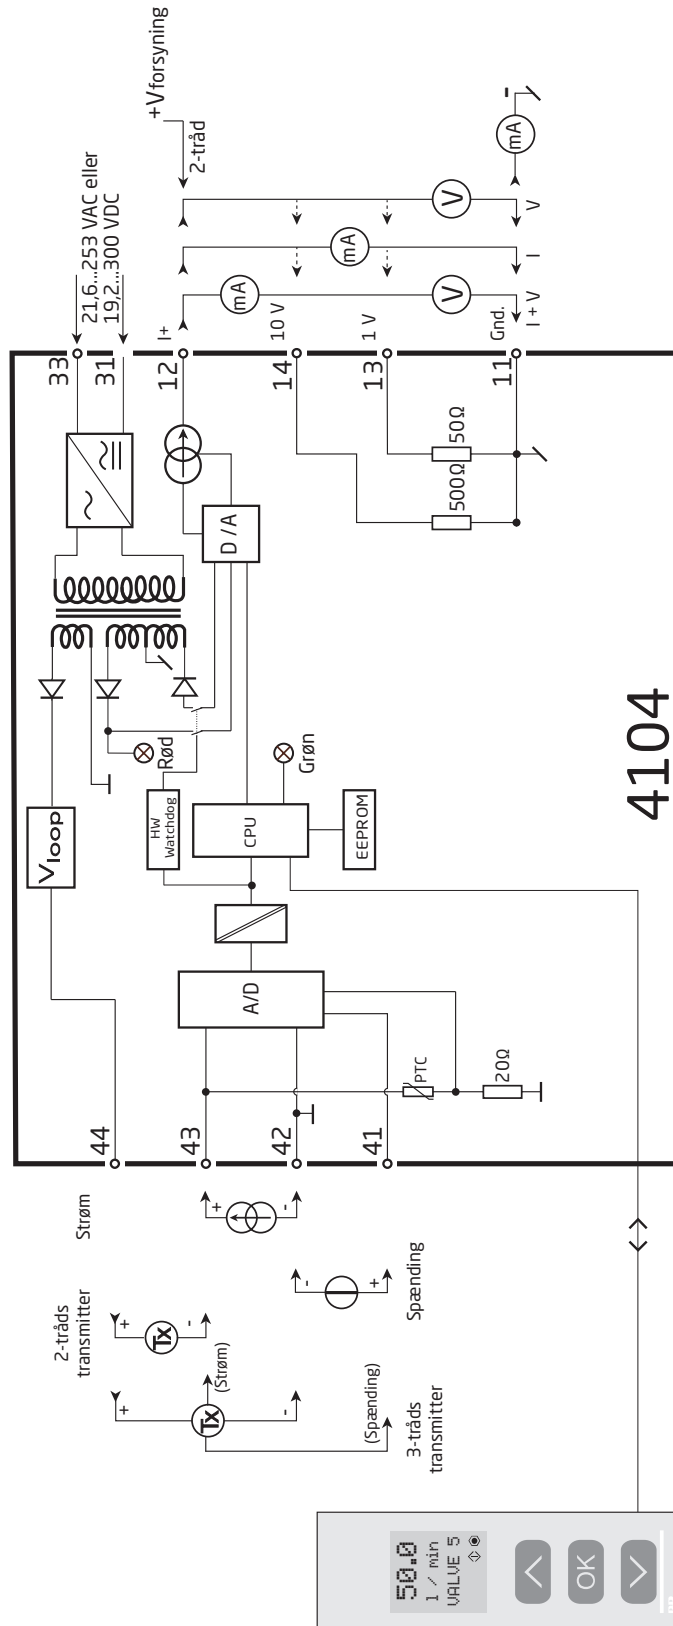 50.0
l / min
VALVE 5
OK
3-tråds
transmitter
(Spænding)
(Strøm)
Tx
+
-
2-tråds
transmitter
Tx
+
-
Spænding
-
+
Strøm
+
-
44
43
42
41
Vloop
A/D
PTC
20Ω
HW
Watchdog
CPU
EEPROM
Rød
Grøn
D/A
500Ω
50Ω
4104
33
31
12
14
13
11
21,6...253 VAC eller
19,2...300 VDC
I+
10 V
1 V
Gnd.
mA
V
I + V
mA
I
V
V
+Vforsyning
2-tråd
mA
-